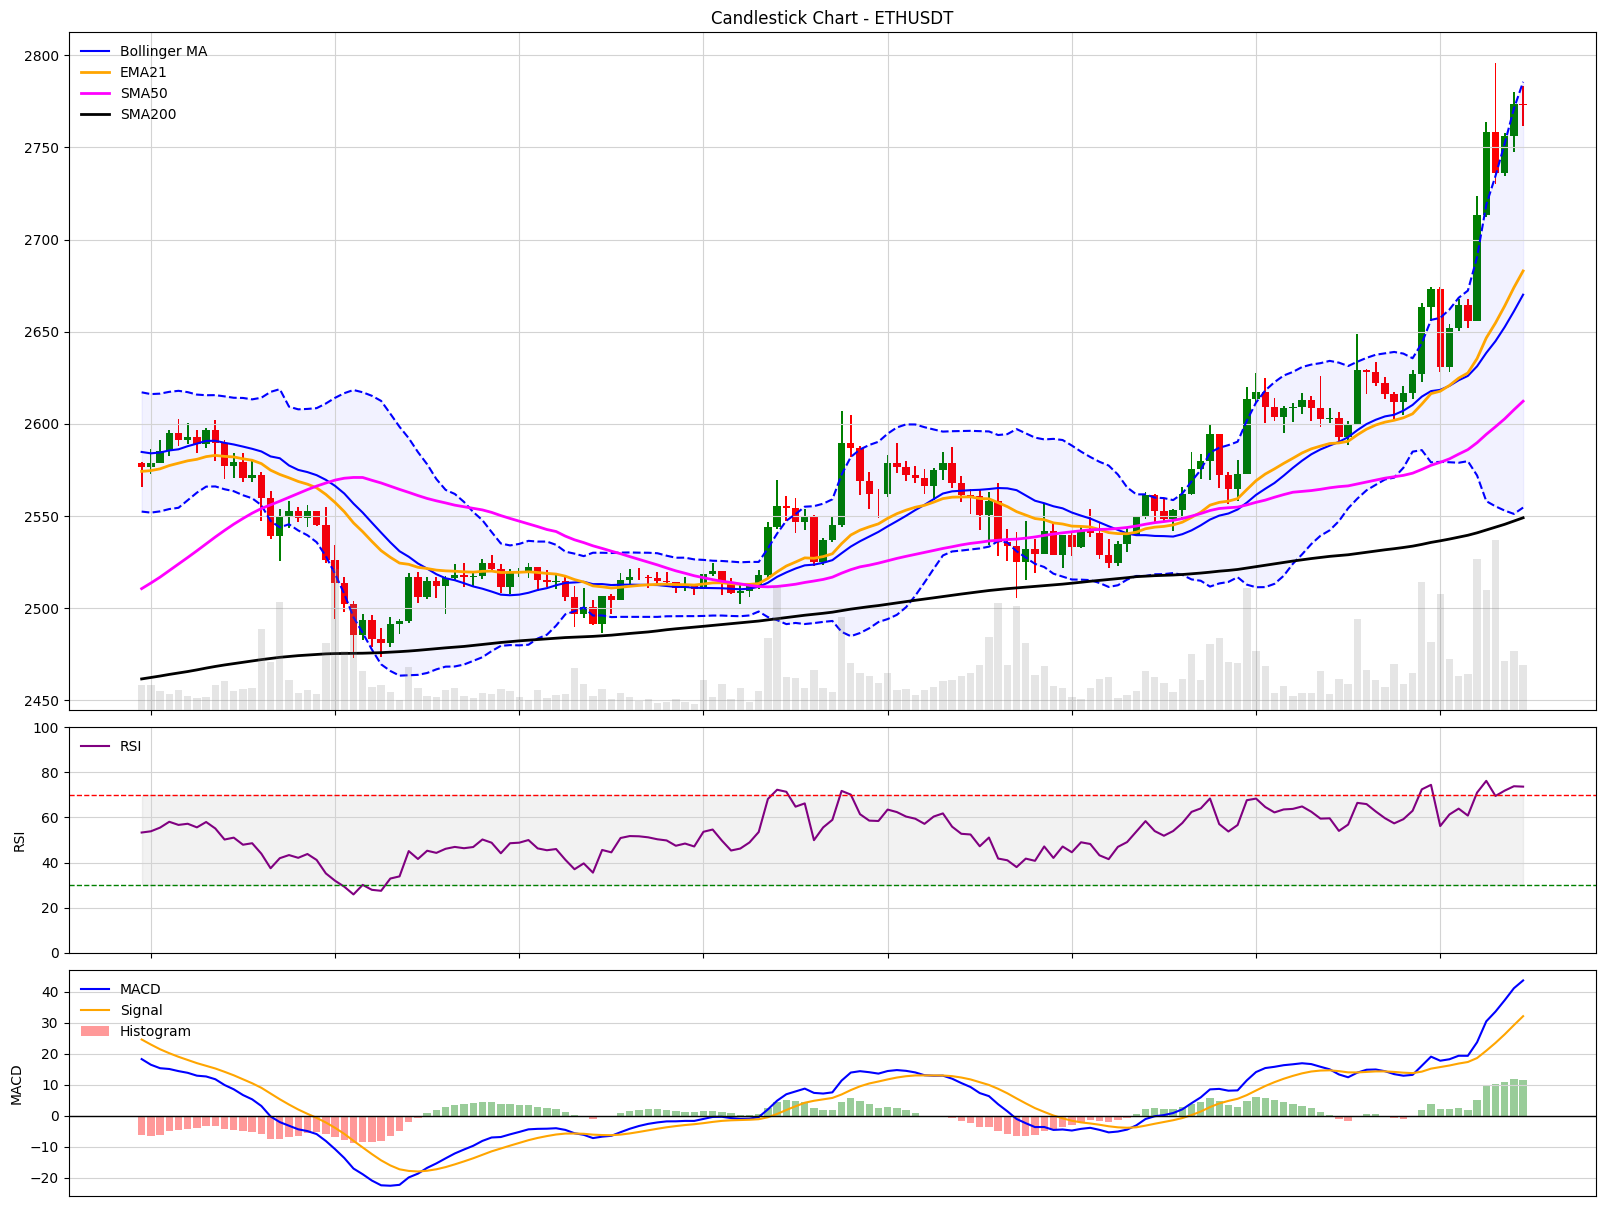 Candlestick Chart - ETHUSDT
Bollinger MA
EMA21
SMA50
SMA200
2800
2750
2700
2650
2600
2550
2500
2450
RSI
RSI
100
80
60
40
20
0
MACD
Signal
Histogram
MACD
40
30
20
10
0
−10
−20